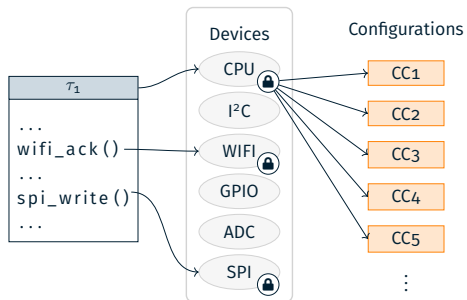 Devices
Configurations
τ1
...
wifi_ack()
...
spi_write()
...
CPU
I²C
WIFI
GPIO
ADC
SPI
CC1
CC2
CC3
CC4
CC5
⋮